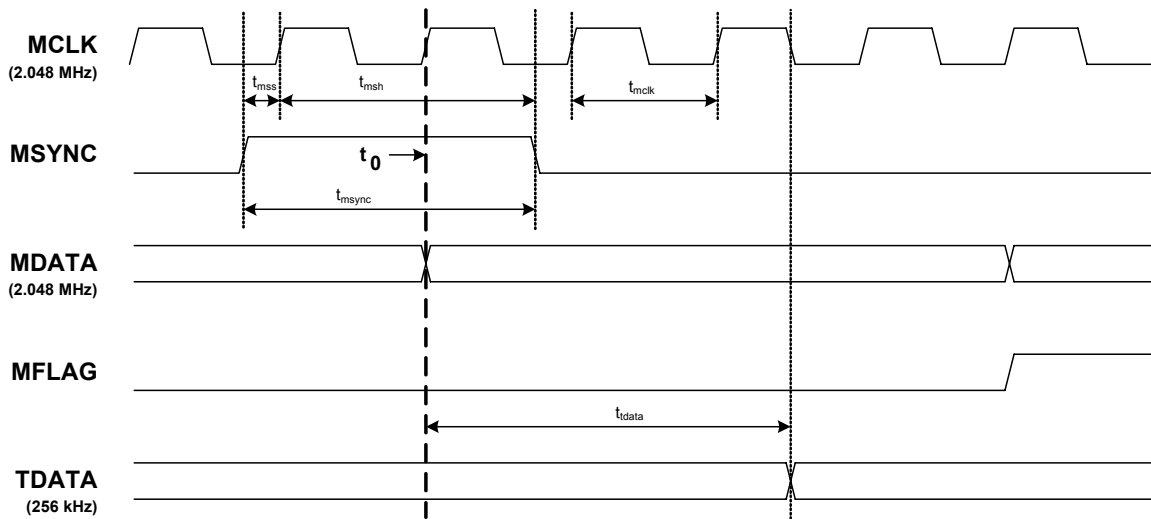 MCLK
(2.048 MHz)
tmss
tmsh
tmclk
MSYNC
t0
tmsync
MDATA
(2.048 MHz)
MFLAG
ttdata
TDATA
(256 kHz)